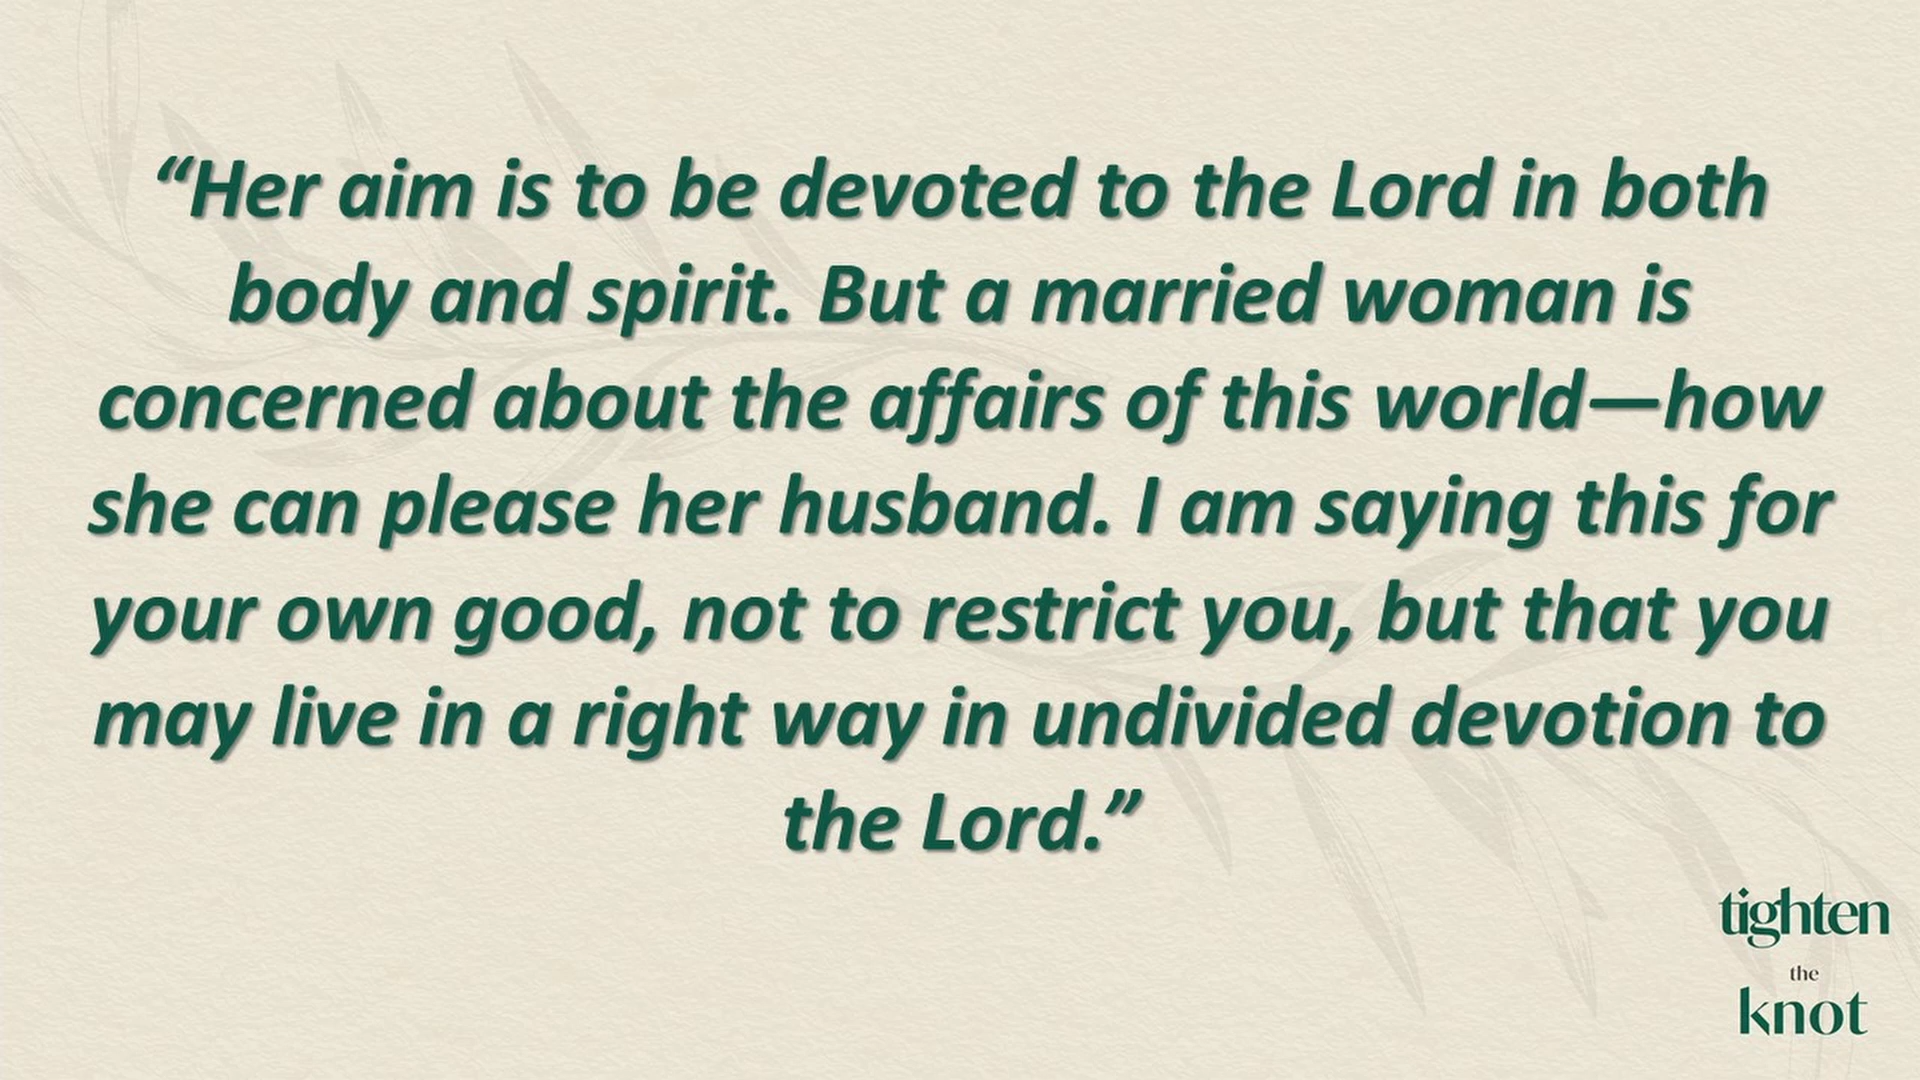 “Her aim is to be devoted to the Lord in both
body and spirit. But a married woman is
concerned about the affairs of this world—how
she can please her husband. I am saying this for
your own good, not to restrict you, but that you
may live in a right way in undivided devotion to
the Lord.”
tighten
the
knot